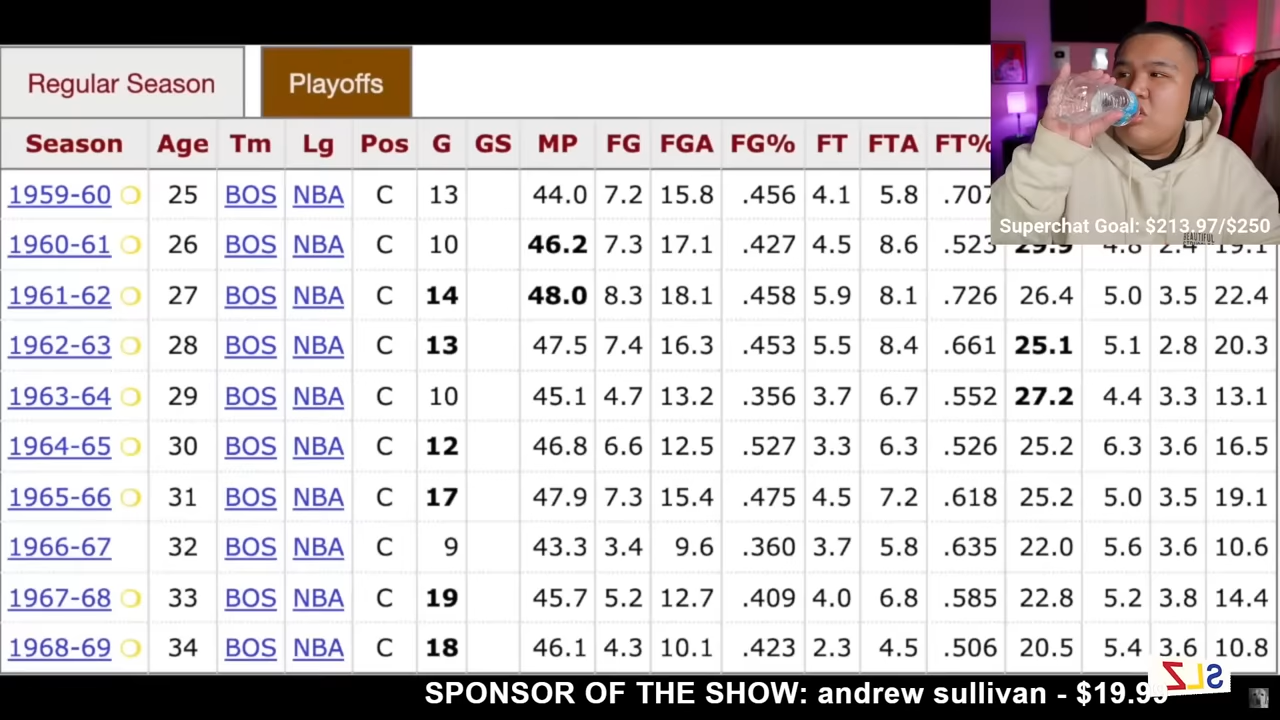 Regular Season Playoffs
Season Age Tm Lg Pos G GS MP FG FGA FG% FT FTA FT%
1959-60 25 BOS NBA C 13 44.0 7.2 15.8 .456 4.1 5.8 .707
Superchat Goal: $213.97/$250
BEAUTIFUL
1960-61 26 BOS NBA C 10 46.2 7.3 17.1 .427 4.5 8.6 .523 29.9 4.8 2.4 19.1
1961-62 27 BOS NBA C 14 48.0 8.3 18.1 .458 5.9 8.1 .726 26.4 5.0 3.5 22.4
1962-63 28 BOS NBA C 13 47.5 7.4 16.3 .453 5.5 8.4 .661 25.1 5.1 2.8 20.3
1963-64 29 BOS NBA C 10 45.1 4.7 13.2 .356 3.7 6.7 .552 27.2 4.4 3.3 13.1
1964-65 30 BOS NBA C 12 46.8 6.6 12.5 .527 3.3 6.3 .526 25.2 6.3 3.6 16.5
1965-66 31 BOS NBA C 17 47.9 7.3 15.4 .475 4.5 7.2 .618 25.2 5.0 3.5 19.1
1966-67 32 BOS NBA C 9 43.3 3.4 9.6 .360 3.7 5.8 .635 22.0 5.6 3.6 10.6
1967-68 33 BOS NBA C 19 45.7 5.2 12.7 .409 4.0 6.8 .585 22.8 5.2 3.8 14.4
1968-69 34 BOS NBA C 18 46.1 4.3 10.1 .423 2.3 4.5 .506 20.5 5.4 3.6 10.8
SPONSOR OF THE SHOW: andrew sullivan - $19.99
SLZ